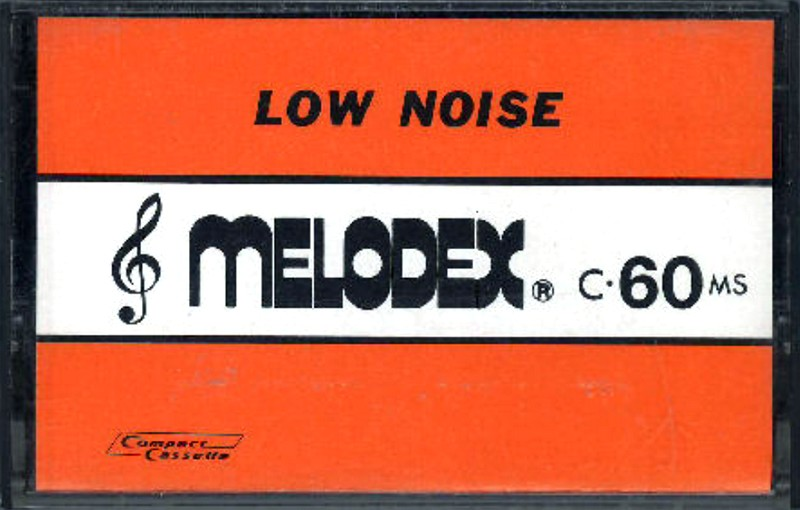 LOW NOISE
MELODEX® C·60 MS
Compact
Cassette